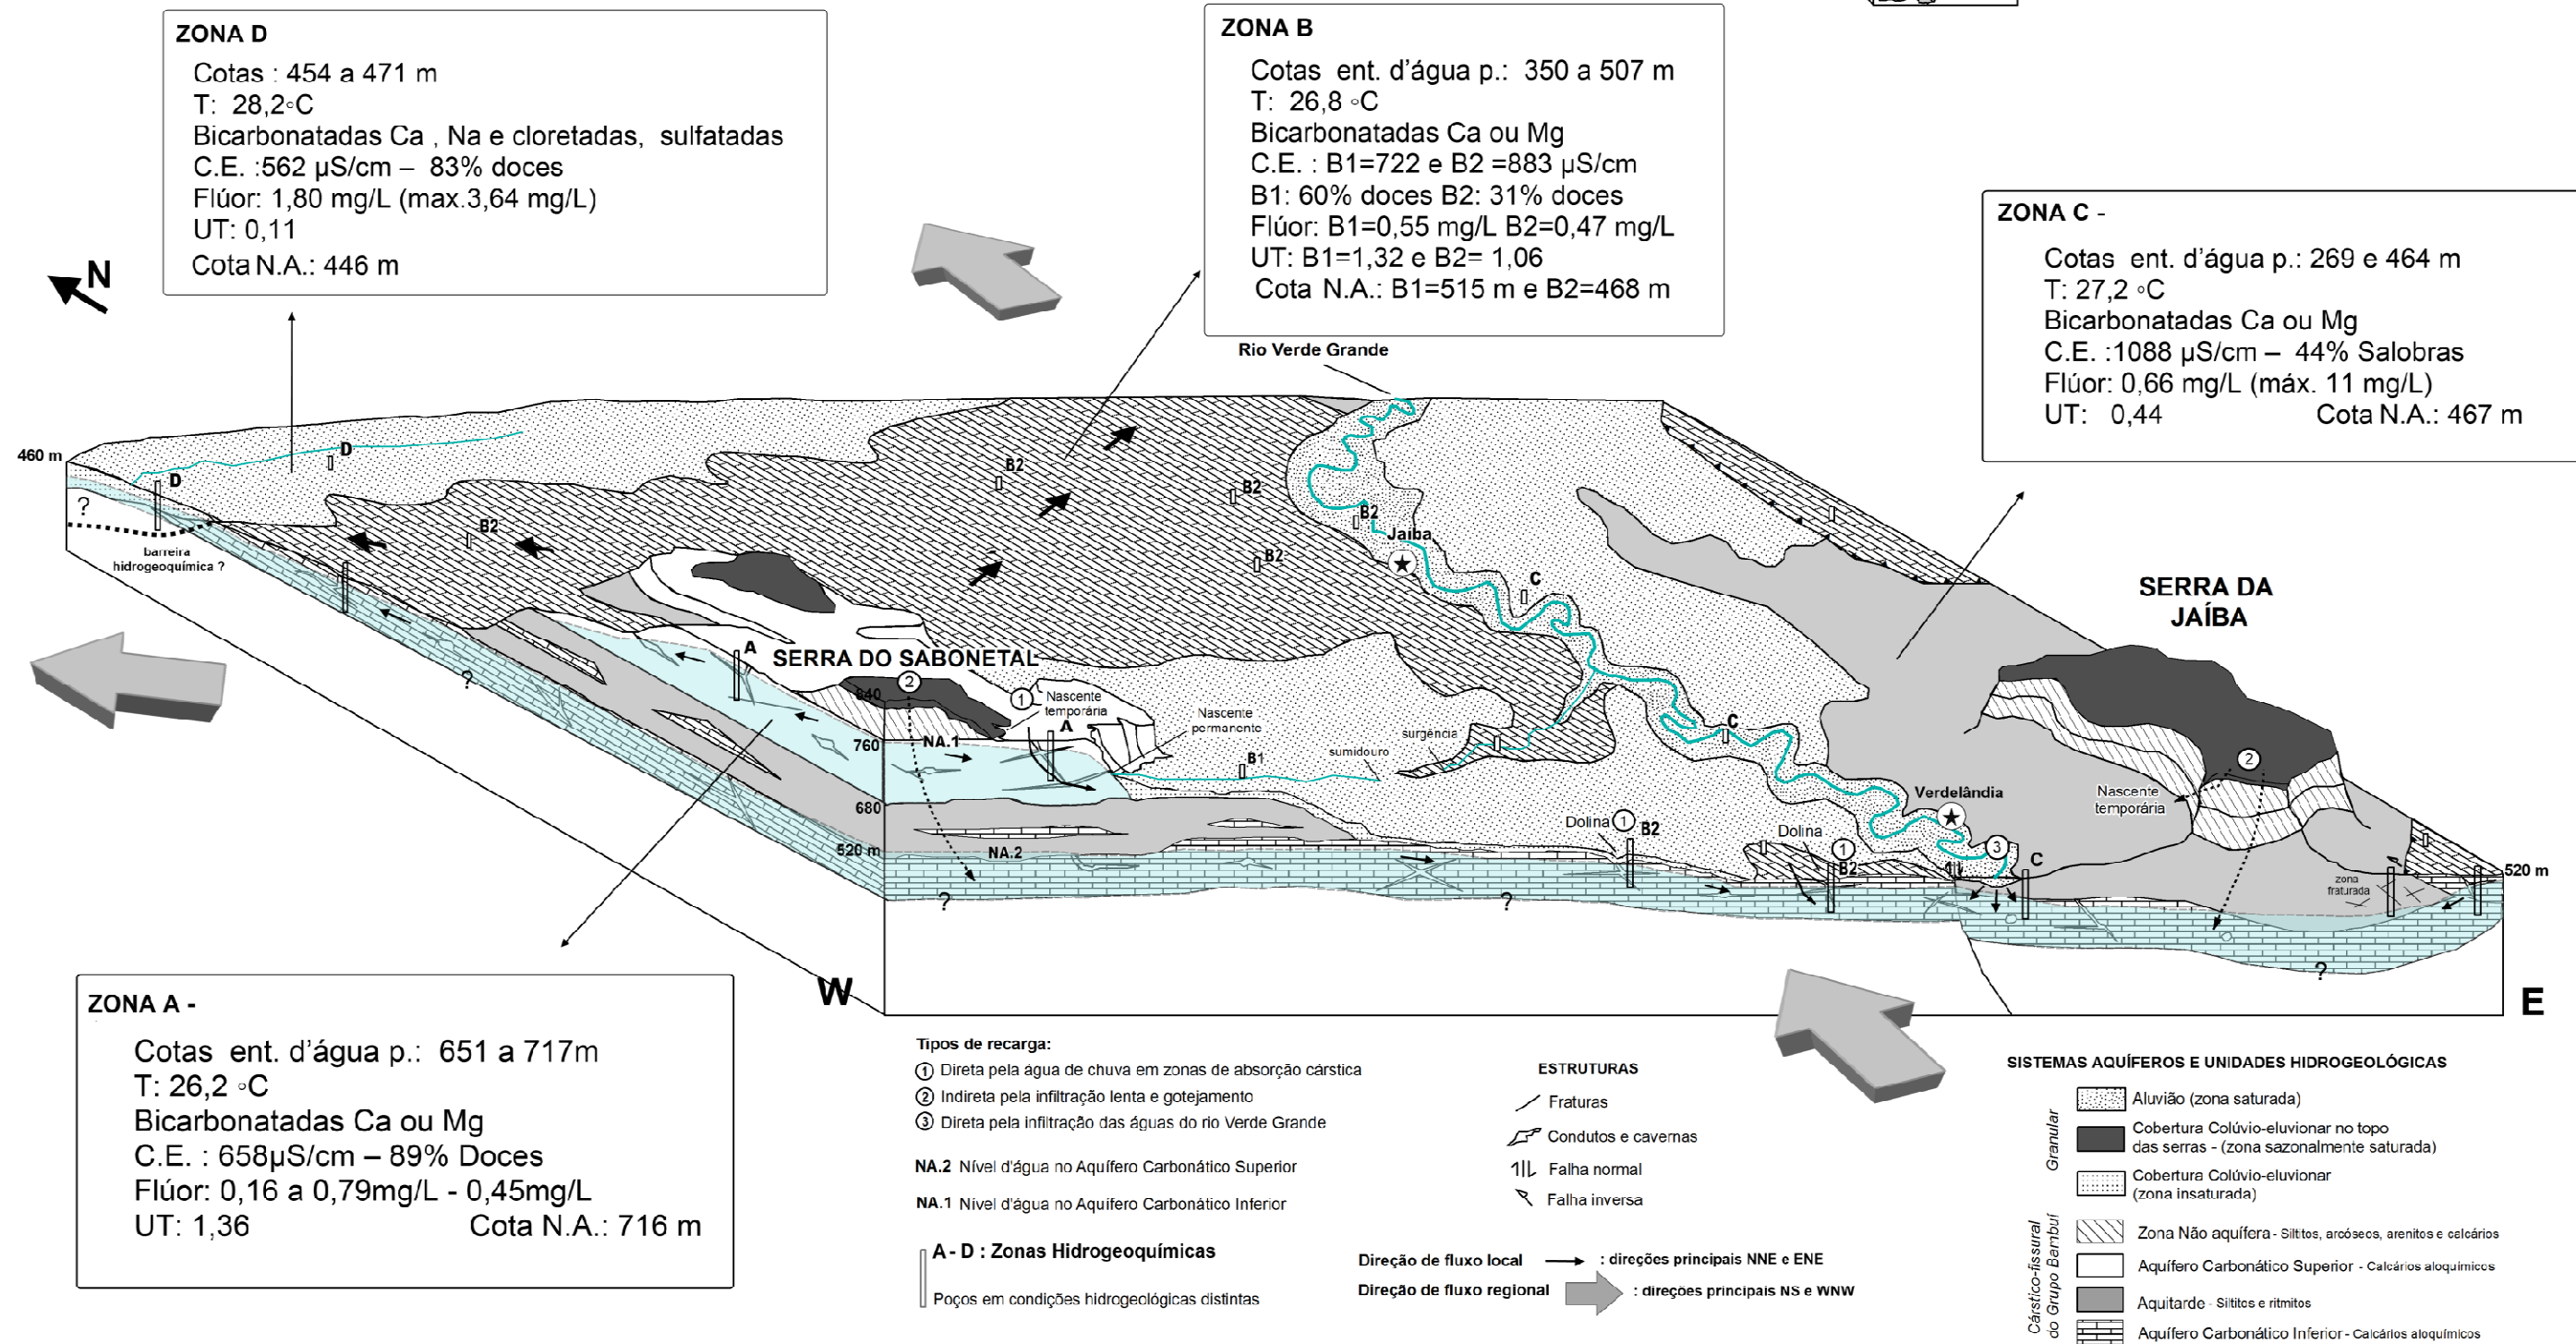 ZONA D
Cotas : 454 a 471 m
T: 28,2◦C
Bicarbonatadas Ca , Na e cloretadas, sulfatadas
C.E. :562 µS/cm – 83% doces
Flúor: 1,80 mg/L (max.3,64 mg/L)
UT: 0,11
Cota N.A.: 446 m
ZONA B
Cotas ent. d'água p.: 350 a 507 m
T: 26,8 ◦C
Bicarbonatadas Ca ou Mg
C.E. : B1=722 e B2 =883 µS/cm
B1: 60% doces B2: 31% doces
Flúor: B1=0,55 mg/L B2=0,47 mg/L
UT: B1=1,32 e B2= 1,06
Cota N.A.: B1=515 m e B2=468 m
ZONA C -
Cotas ent. d'água p.: 269 e 464 m
T: 27,2 ◦C
Bicarbonatadas Ca ou Mg
C.E. :1088 µS/cm – 44% Salobras
Flúor: 0,66 mg/L (máx. 11 mg/L)
UT: 0,44 Cota N.A.: 467 m
N
Rio Verde Grande
460 m
D
D
?
barreira
hidrogeoquímica ?
B2
B2
B2
B2
B2
Jaíba
C
SERRA DA
JAÍBA
A
SERRA DO SABONETAL
?
2
840
1
Nascente
temporária
A
Nascente
permanente
760
NA.1
B1
sumidouro
surgência
C
2
Nascente
temporária
Verdelândia
680
Dolina
1
B2
Dolina
1
B2
3
C
520 m
NA.2
zona
fraturada
520 m
?
?
?
W
E
ZONA A -
Cotas ent. d'água p.: 651 a 717m
T: 26,2 ◦C
Bicarbonatadas Ca ou Mg
C.E. : 658µS/cm – 89% Doces
Flúor: 0,16 a 0,79mg/L - 0,45mg/L
UT: 1,36 Cota N.A.: 716 m
Tipos de recarga:
1 Direta pela água de chuva em zonas de absorção cárstica
2 Indireta pela infiltração lenta e gotejamento
3 Direta pela infiltração das águas do rio Verde Grande
NA.2 Nível d'água no Aquífero Carbonático Superior
NA.1 Nível d'água no Aquífero Carbonático Inferior
A - D : Zonas Hidrogeoquímicas
Poços em condições hidrogeológicas distintas
ESTRUTURAS
Fraturas
Condutos e cavernas
Falha normal
Falha inversa
Direção de fluxo local : direções principais NNE e ENE
Direção de fluxo regional : direções principais NS e WNW
SISTEMAS AQUÍFEROS E UNIDADES HIDROGEOLÓGICAS
Granular
Aluvião (zona saturada)
Cobertura Colúvio-eluvionar no topo
das serras - (zona sazonalmente saturada)
Cobertura Colúvio-eluvionar
(zona insaturada)
Cárstico-fissural
do Grupo Bambuí
Zona Não aquífera - Siltitos, arcóseos, arenitos e calcários
Aquífero Carbonático Superior - Calcários aloquímicos
Aquitarde - Siltitos e ritmitos
Aquífero Carbonático Inferior - Calcários aloquímicos